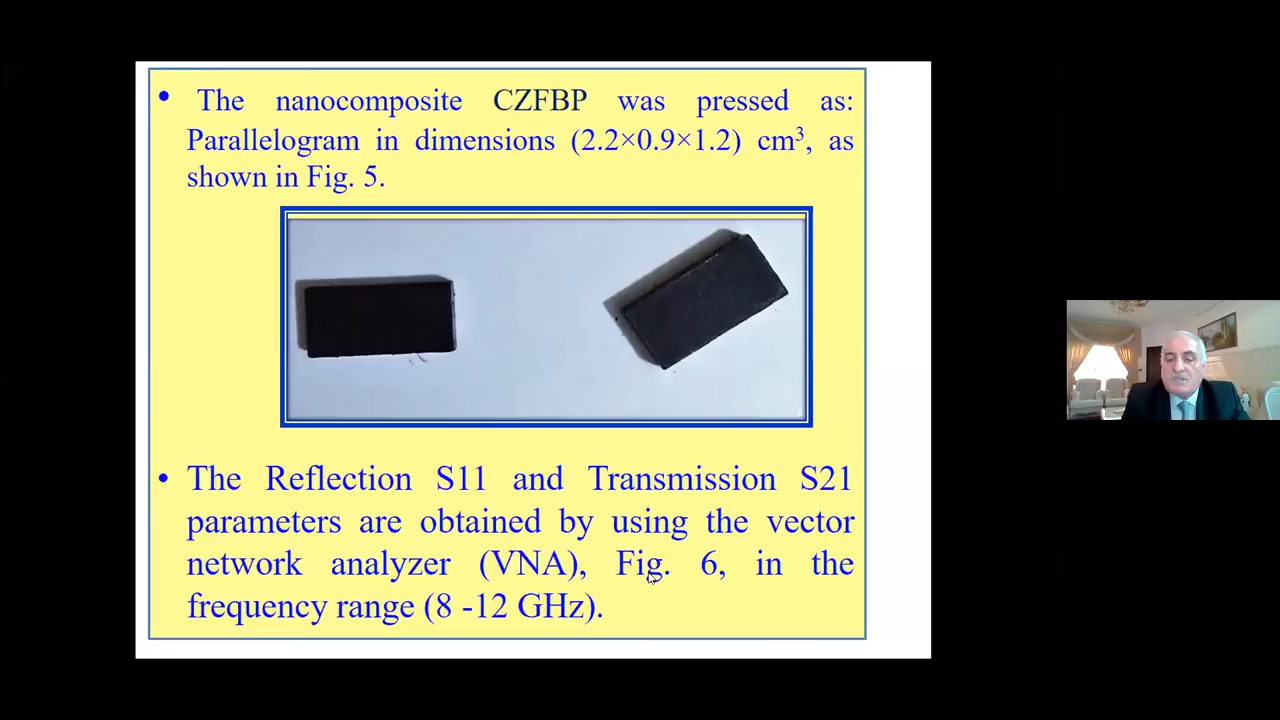 • The nanocomposite CZFBP was pressed as:
Parallelogram in dimensions (2.2×0.9×1.2) cm³, as
shown in Fig. 5.
• The Reflection S11 and Transmission S21
parameters are obtained by using the vector
network analyzer (VNA), Fig. 6, in the
frequency range (8 -12 GHz).